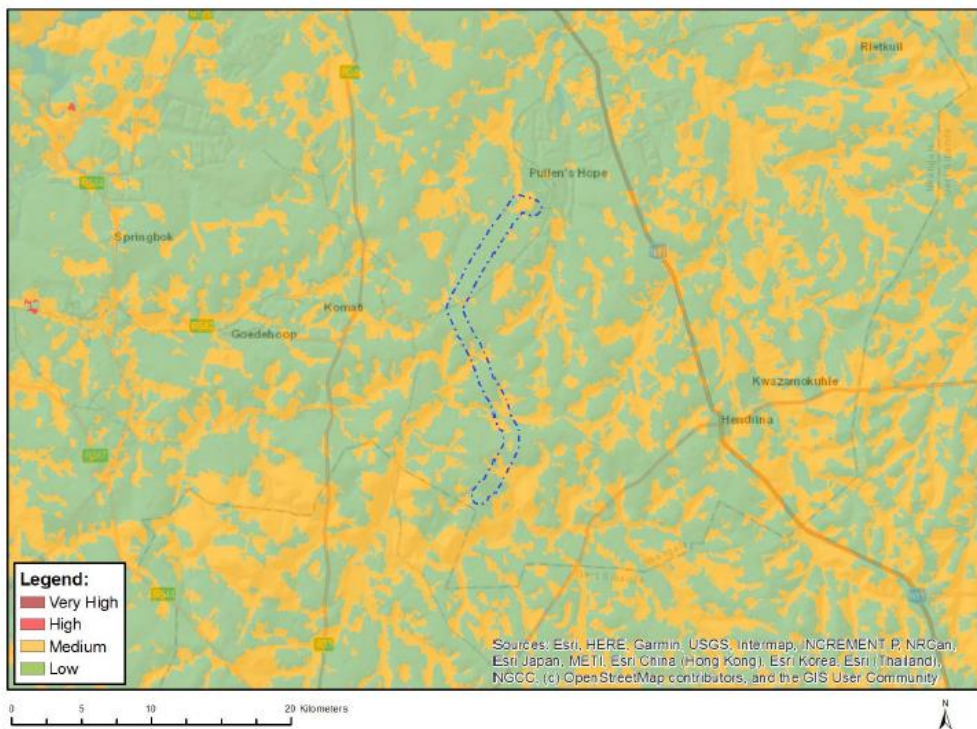 Rietkuil
Pullen's Hope
Springbok
Komati
Goedehoop
Kwazamokuhle
Hendrina
Legend:
Very High
High
Medium
Low
Sources: Esri, HERE, Garmin, USGS, Intermap, INCREMENT P, NRCan,
Esri Japan, METI, Esri China (Hong Kong), Esri Korea, Esri (Thailand),
NGCC, (c) OpenStreetMap contributors, and the GIS User Community
0 5 10 20 Kilometers
N